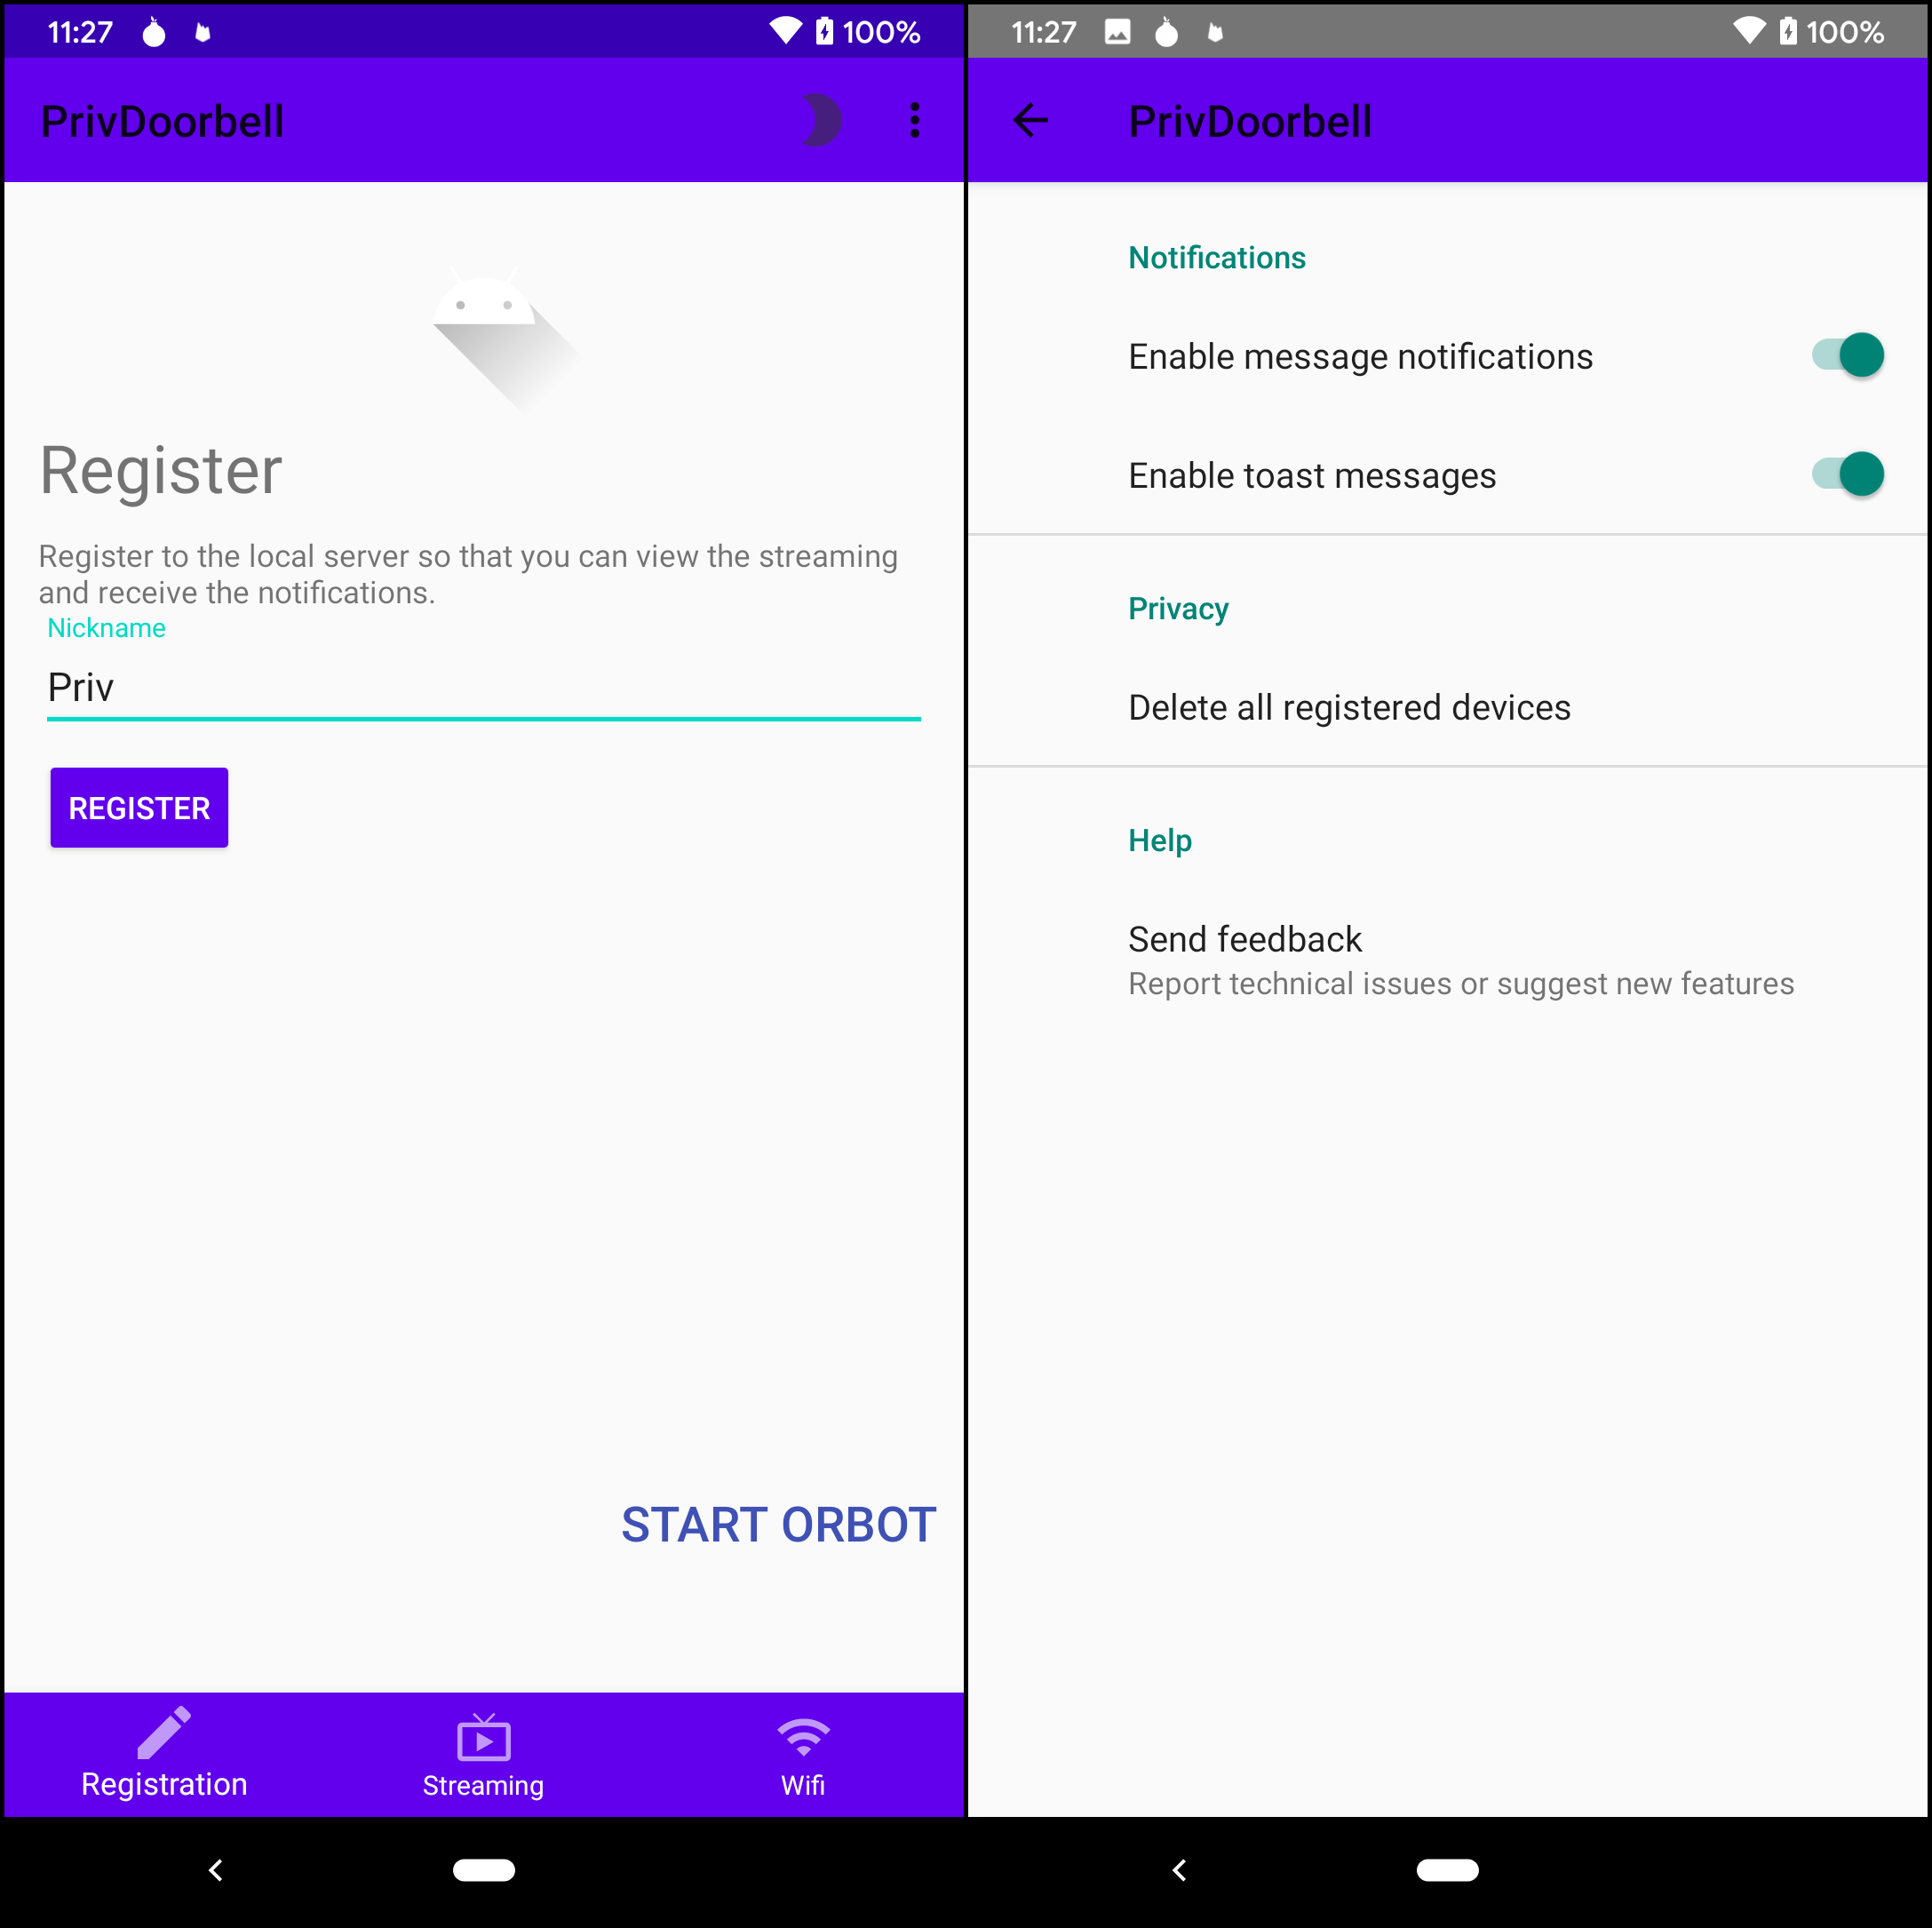 11:27
100%
PrivDoorbell
Register
Register to the local server so that you can view the streaming
and receive the notifications.
Nickname
Priv
REGISTER
START ORBOT
Registration
Streaming
Wifi
11:27
100%
PrivDoorbell
Notifications
Enable message notifications
Enable toast messages
Privacy
Delete all registered devices
Help
Send feedback
Report technical issues or suggest new features